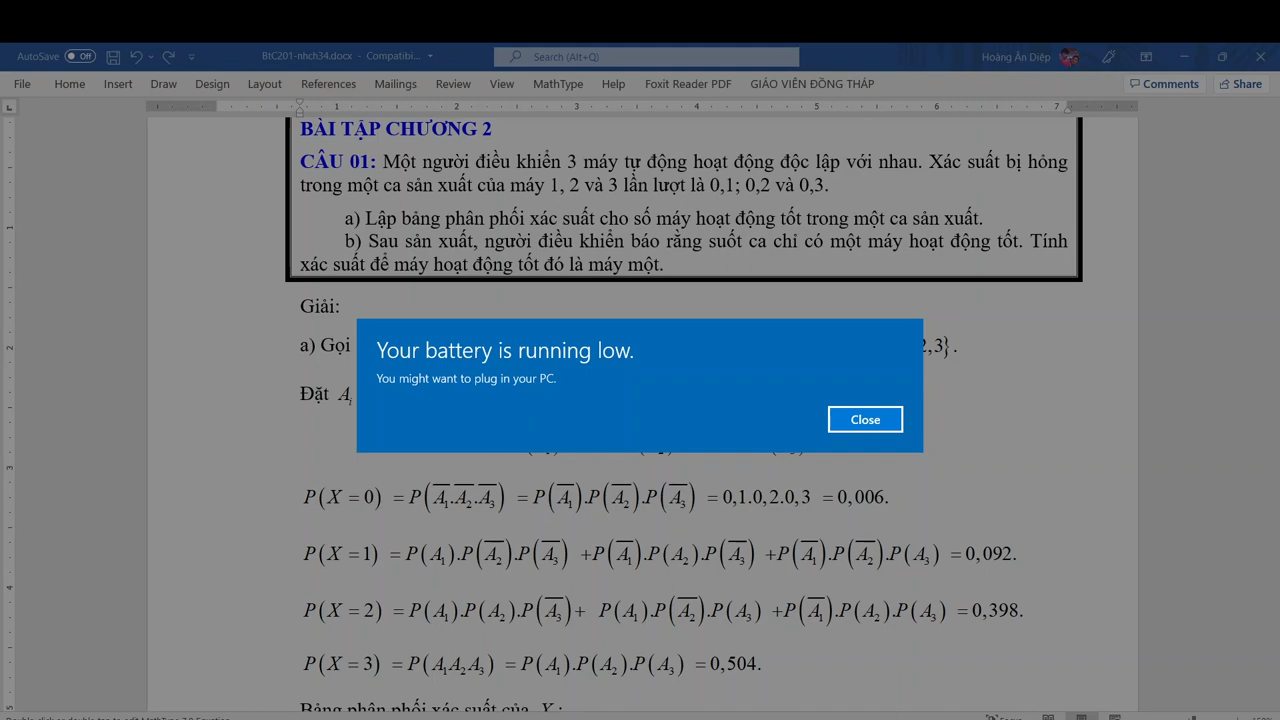 AutoSave Off BtC201-nhch34.docx - Compatibi... Search (Alt+Q) Hoàng Ân Diệp
File Home Insert Draw Design Layout References Mailings Review View MathType Help Foxit Reader PDF GIÁO VIÊN ĐỒNG THÁP Comments Share
1 2 3 4 5 6 7
BÀI TẬP CHƯƠNG 2
CÂU 01: Một người điều khiển 3 máy tự động hoạt động độc lập với nhau. Xác suất bị hỏng
trong một ca sản xuất của máy 1, 2 và 3 lần lượt là 0,1; 0,2 và 0,3.
a) Lập bảng phân phối xác suất cho số máy hoạt động tốt trong một ca sản xuất.
b) Sau sản xuất, người điều khiển báo rằng suốt ca chỉ có một máy hoạt động tốt. Tính
xác suất để máy hoạt động tốt đó là máy một.
Giải:
a) Gọi 2,3}.
Đặt Aᵢ
Your battery is running low.
You might want to plug in your PC.
Close
P(X = 0) = P(A̅₁.A̅₂.A̅₃) = P(A̅₁).P(A̅₂).P(A̅₃) = 0,1.0,2.0,3 = 0,006.
P(X = 1) = P(A₁).P(A̅₂).P(A̅₃) +P(A̅₁).P(A₂).P(A̅₃) +P(A̅₁).P(A̅₂).P(A₃) = 0,092.
P(X = 2) = P(A₁).P(A₂).P(A̅₃)+ P(A₁).P(A̅₂).P(A₃) +P(A̅₁).P(A₂).P(A₃) = 0,398.
P(X = 3) = P(A₁A₂A₃) = P(A₁).P(A₂).P(A₃) = 0,504.
Bảng phân phối xác suất của X :